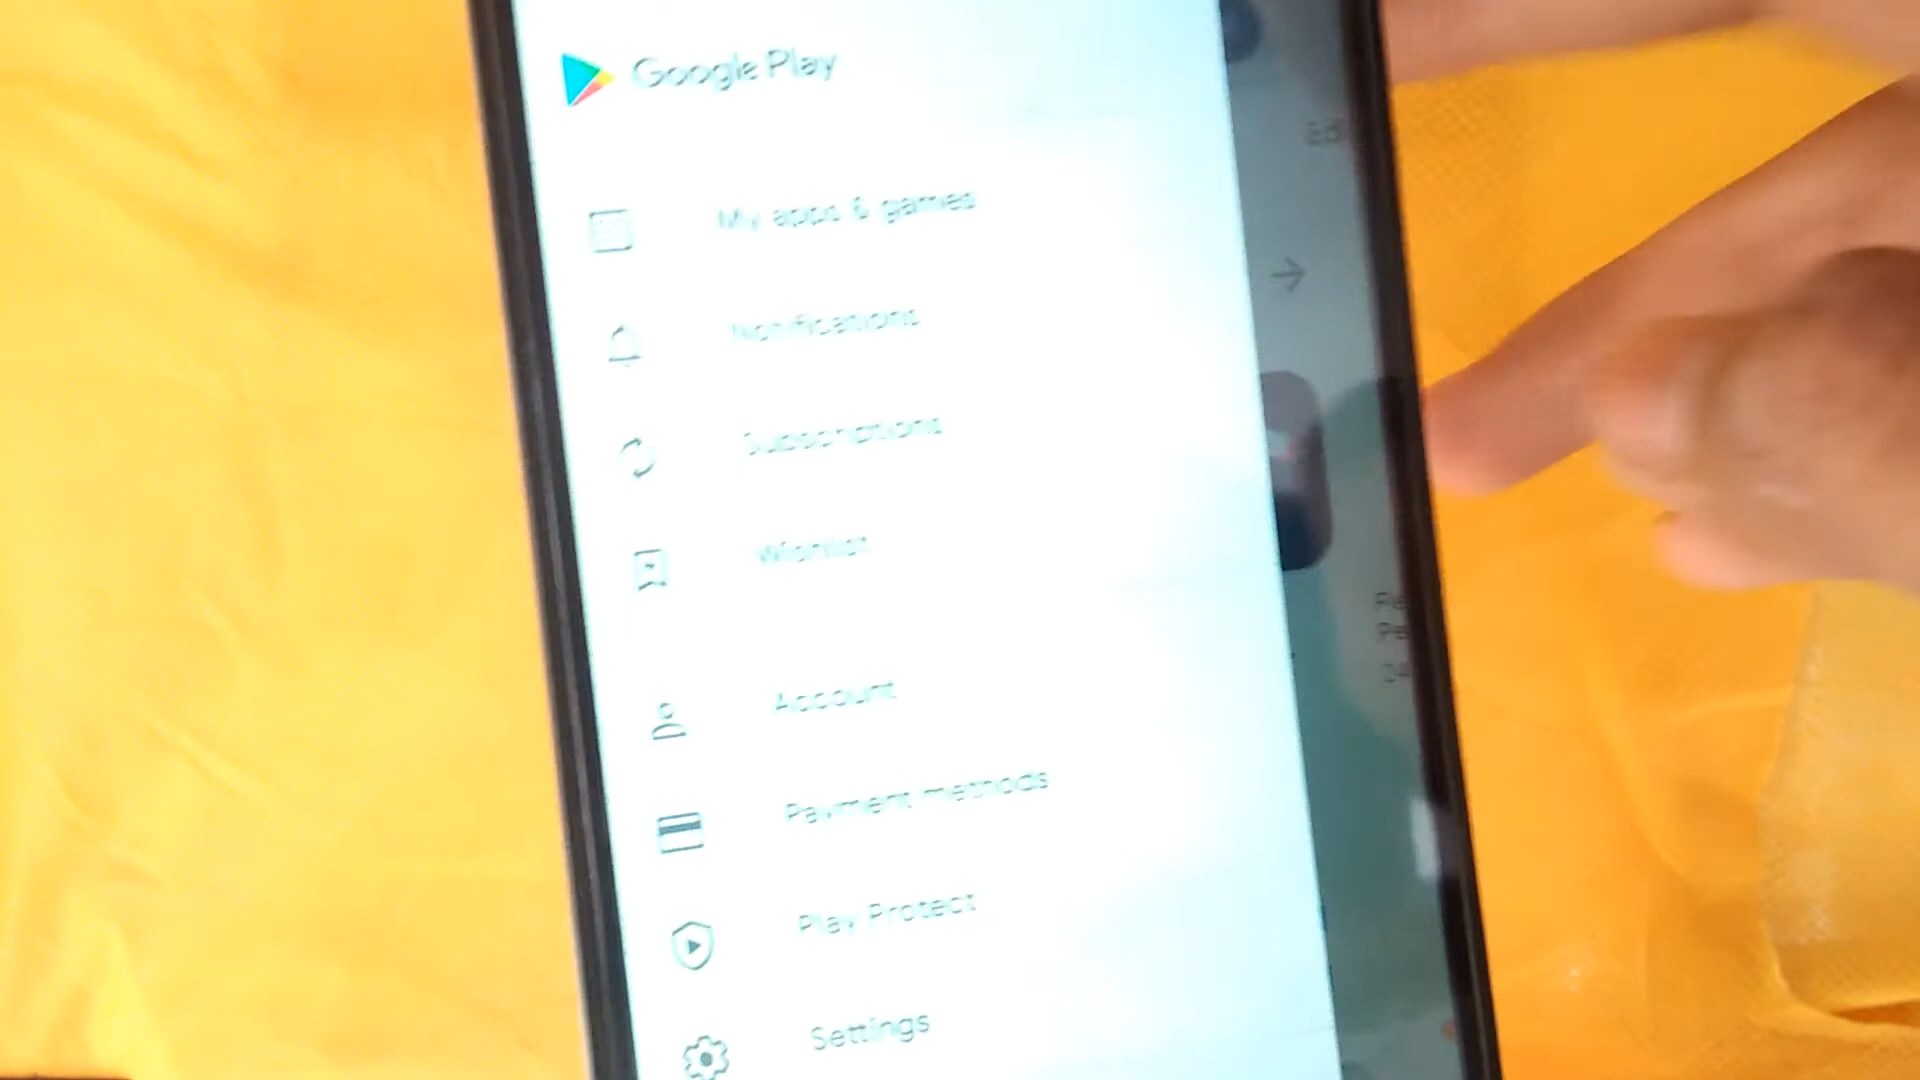 Google Play
My apps & games
Notifications
Subscriptions
Wishlist
Account
Payment methods
Play Protect
Settings